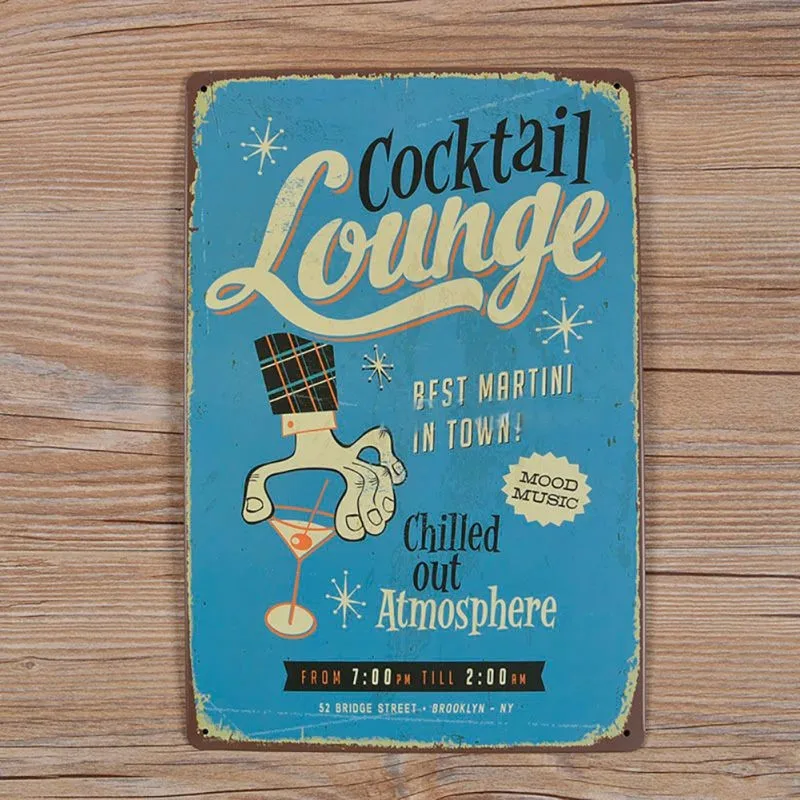 Cocktail
Lounge
BEST MARTINI
IN TOWN!
MOOD
MUSIC
Chilled
out
Atmosphere
FROM 7:00PM TILL 2:00AM
52 BRIDGE STREET • BROOKLYN - NY